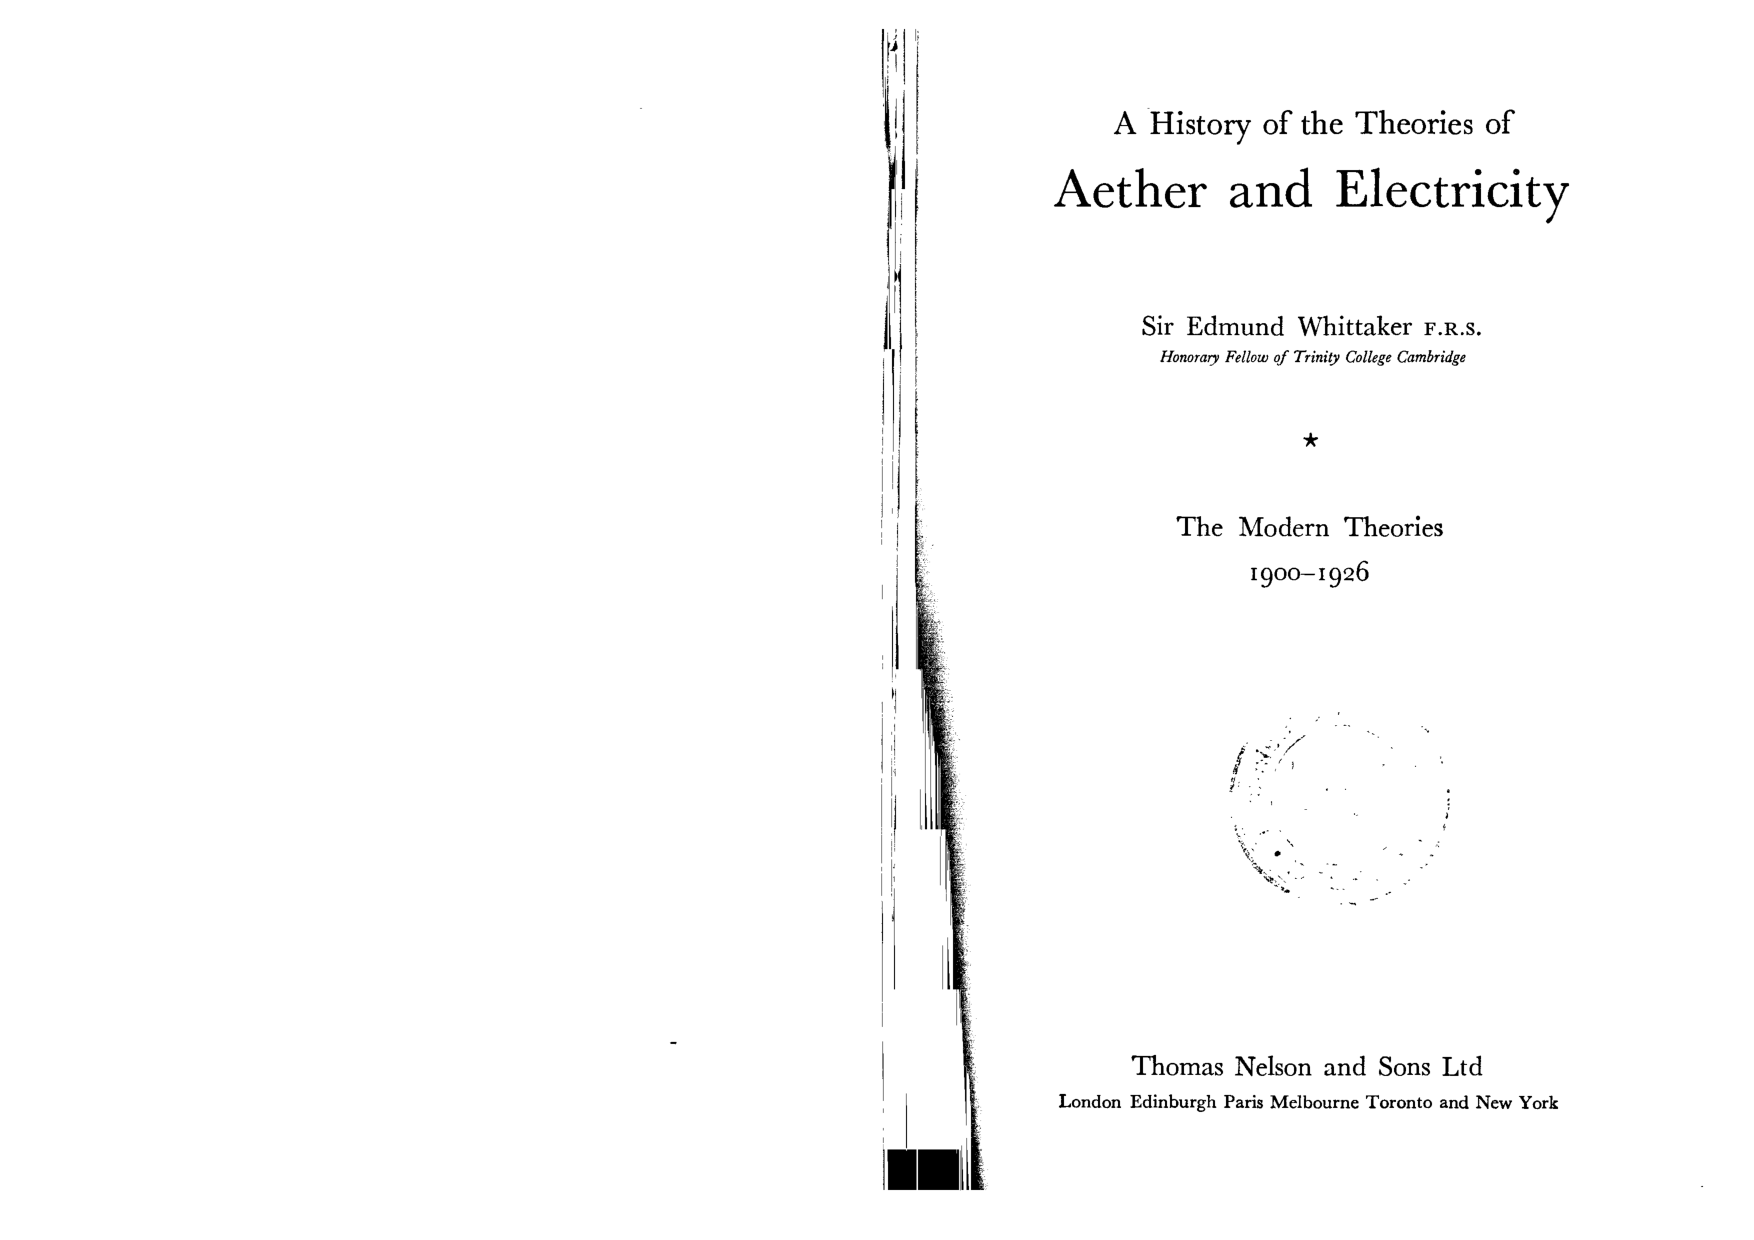 A History of the Theories of
Aether and Electricity
Sir Edmund Whittaker F.R.S.
Honorary Fellow of Trinity College Cambridge
★
The Modern Theories
1900–1926
Thomas Nelson and Sons Ltd
London Edinburgh Paris Melbourne Toronto and New York